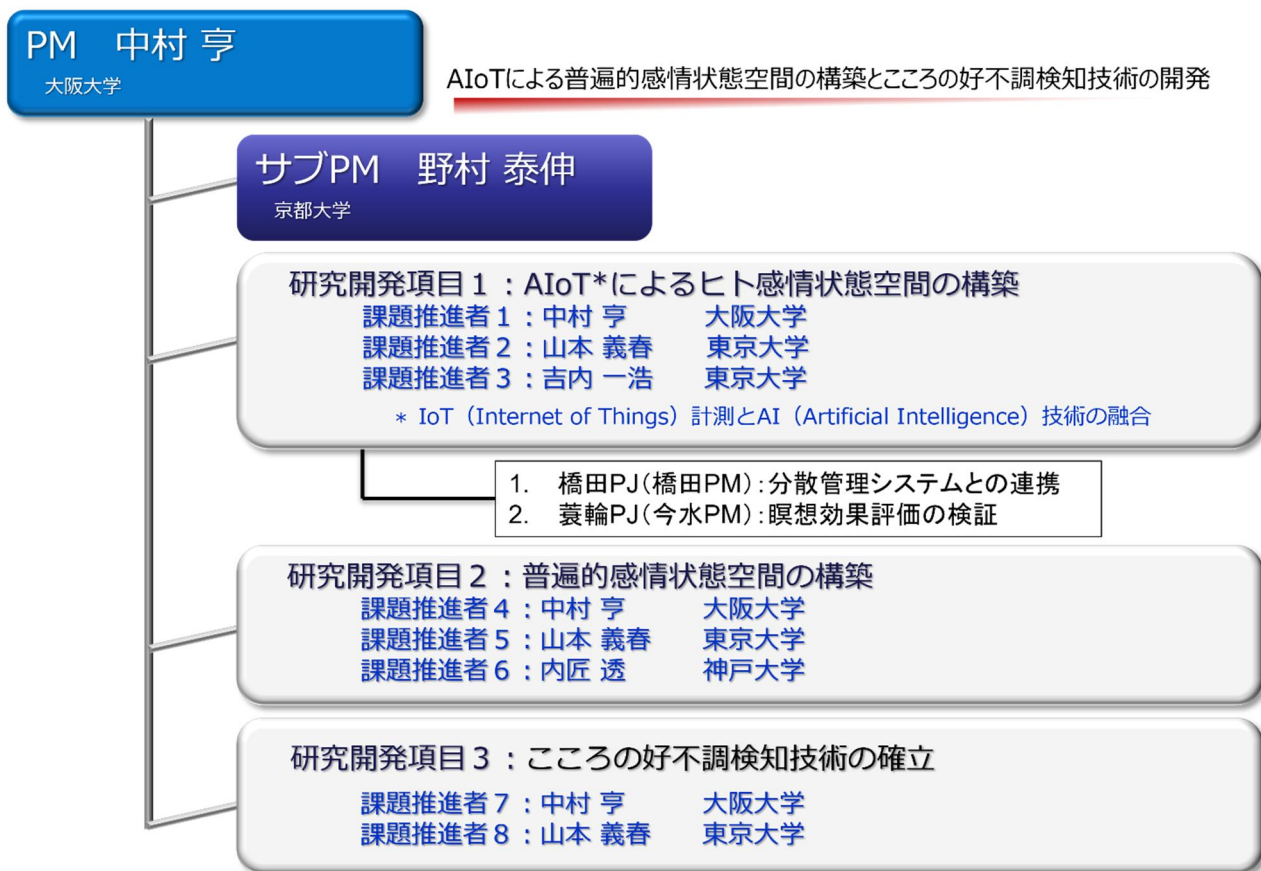 PM 中村 亨
大阪大学
AIoTによる普遍的感情状態空間の構築とこころの好不調検知技術の開発
サブPM 野村 泰伸
京都大学
研究開発項目１：AIoT*によるヒト感情状態空間の構築
課題推進者１：中村 亨 大阪大学
課題推進者２：山本 義春 東京大学
課題推進者３：吉内 一浩 東京大学
* IoT（Internet of Things）計測とAI（Artificial Intelligence）技術の融合
1. 橋田PJ(橋田PM)：分散管理システムとの連携
2. 蓑輪PJ(今水PM)：瞑想効果評価の検証
研究開発項目２：普遍的感情状態空間の構築
課題推進者４：中村 亨 大阪大学
課題推進者５：山本 義春 東京大学
課題推進者６：内匠 透 神戸大学
研究開発項目３：こころの好不調検知技術の確立
課題推進者７：中村 亨 大阪大学
課題推進者８：山本 義春 東京大学